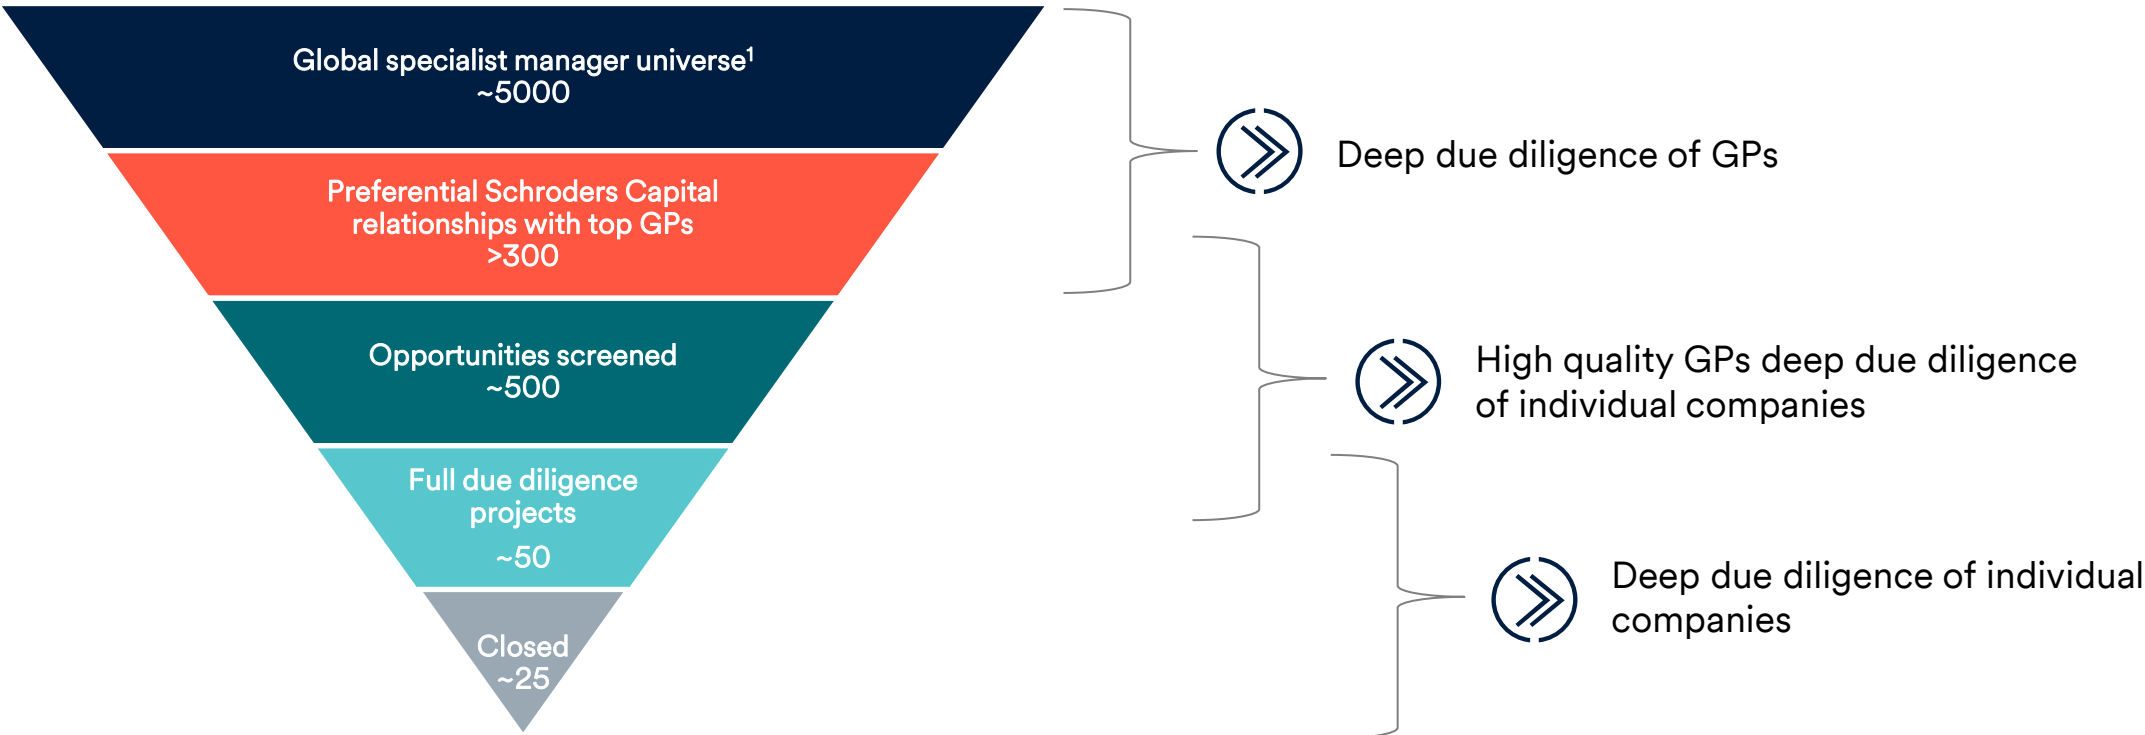 Global specialist manager universe¹
~5000
Preferential Schroders Capital
relationships with top GPs
>300
Opportunities screened
~500
Full due diligence
projects
~50
Closed
~25
Deep due diligence of GPs
High quality GPs deep due diligence
of individual companies
Deep due diligence of individual
companies